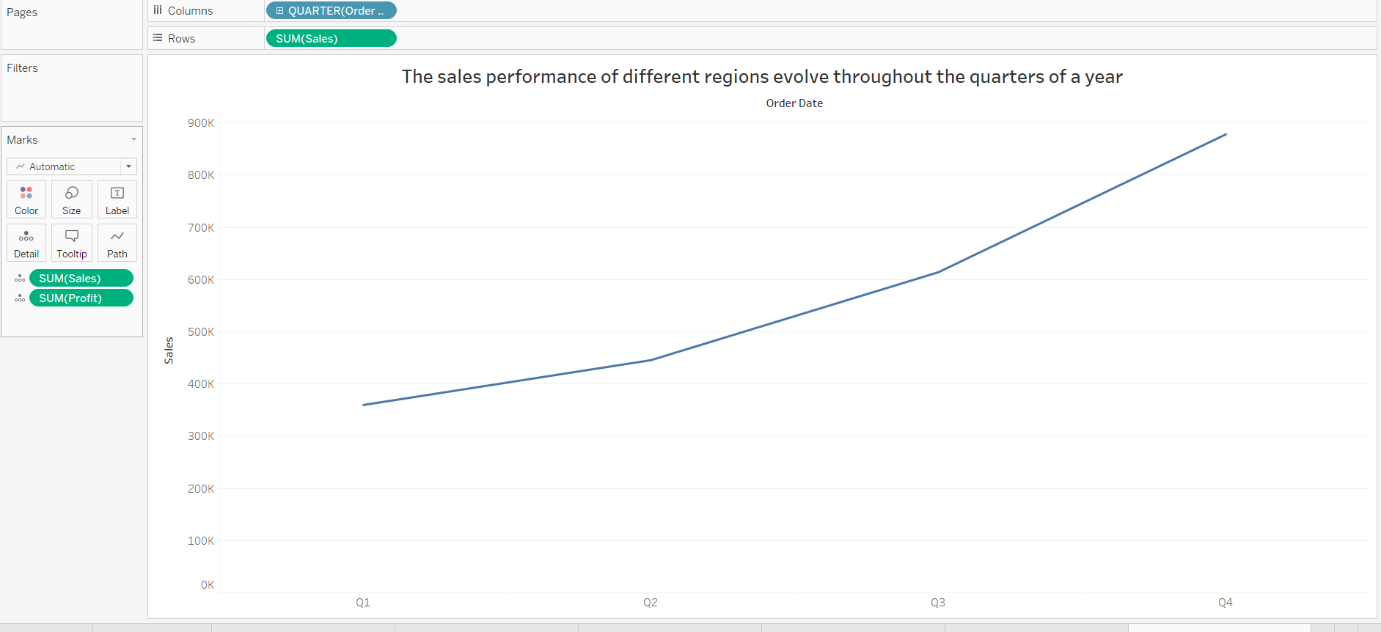 Pages
Columns
QUARTER(Order ..
Rows
SUM(Sales)
Filters
Marks
Automatic
Color Size Label
Detail Tooltip Path
SUM(Sales)
SUM(Profit)
The sales performance of different regions evolve throughout the quarters of a year
Order Date
900K
800K
700K
600K
500K
400K
300K
200K
100K
0K
Sales
Q1 Q2 Q3 Q4